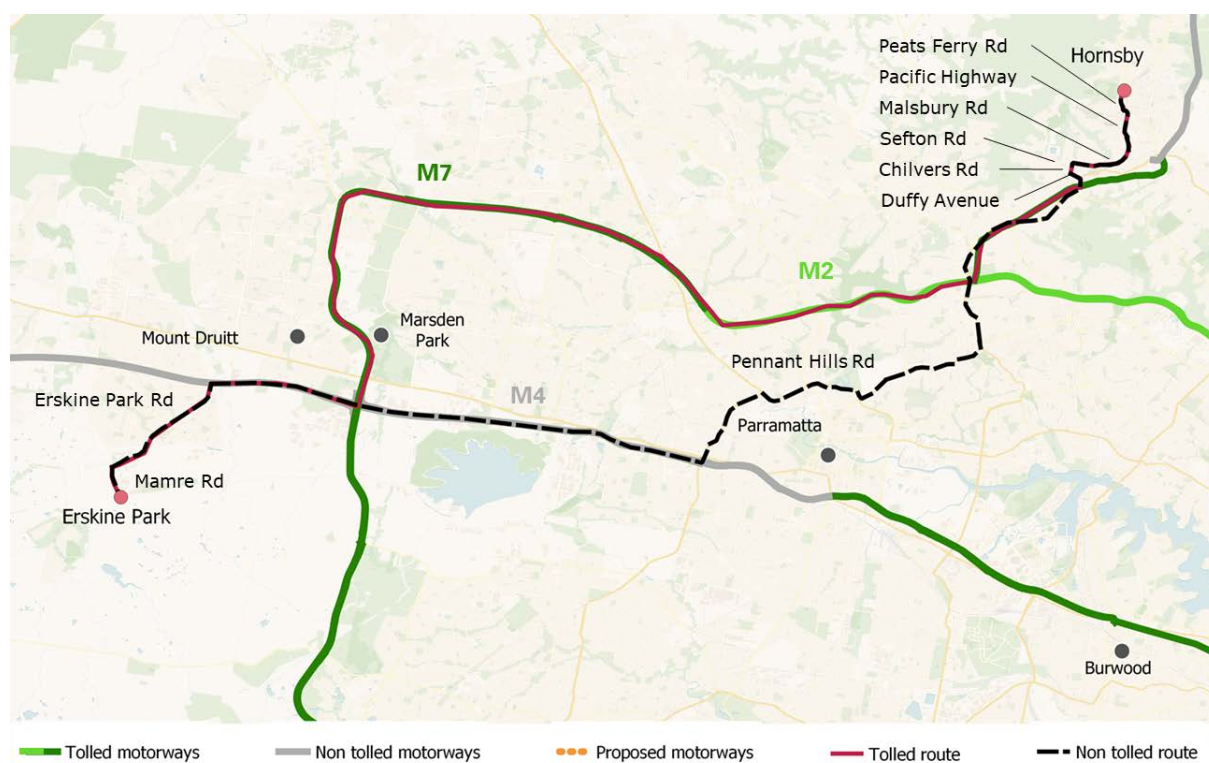 Peats Ferry Rd
Hornsby
Pacific Highway
Malsbury Rd
Sefton Rd
Chilvers Rd
Duffy Avenue
M7
M2
Mount Druitt
Marsden
Park
Pennant Hills Rd
Erskine Park Rd
M4
Parramatta
Mamre Rd
Erskine Park
Burwood
Tolled motorways
Non tolled motorways
Proposed motorways
Tolled route
Non tolled route